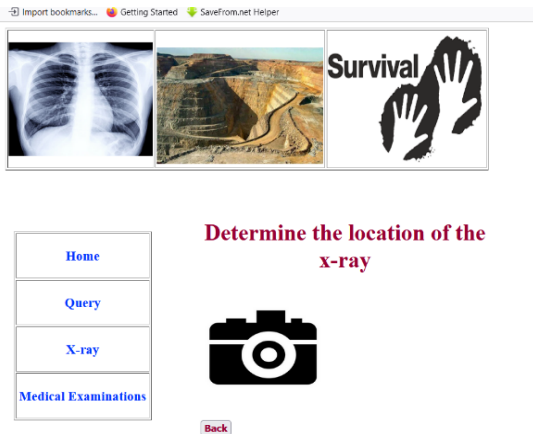 Import bookmarks... Getting Started SaveFrom.net Helper
Survival
Determine the location of the
x-ray
Home
Query
X-ray
Medical Examinations
Back